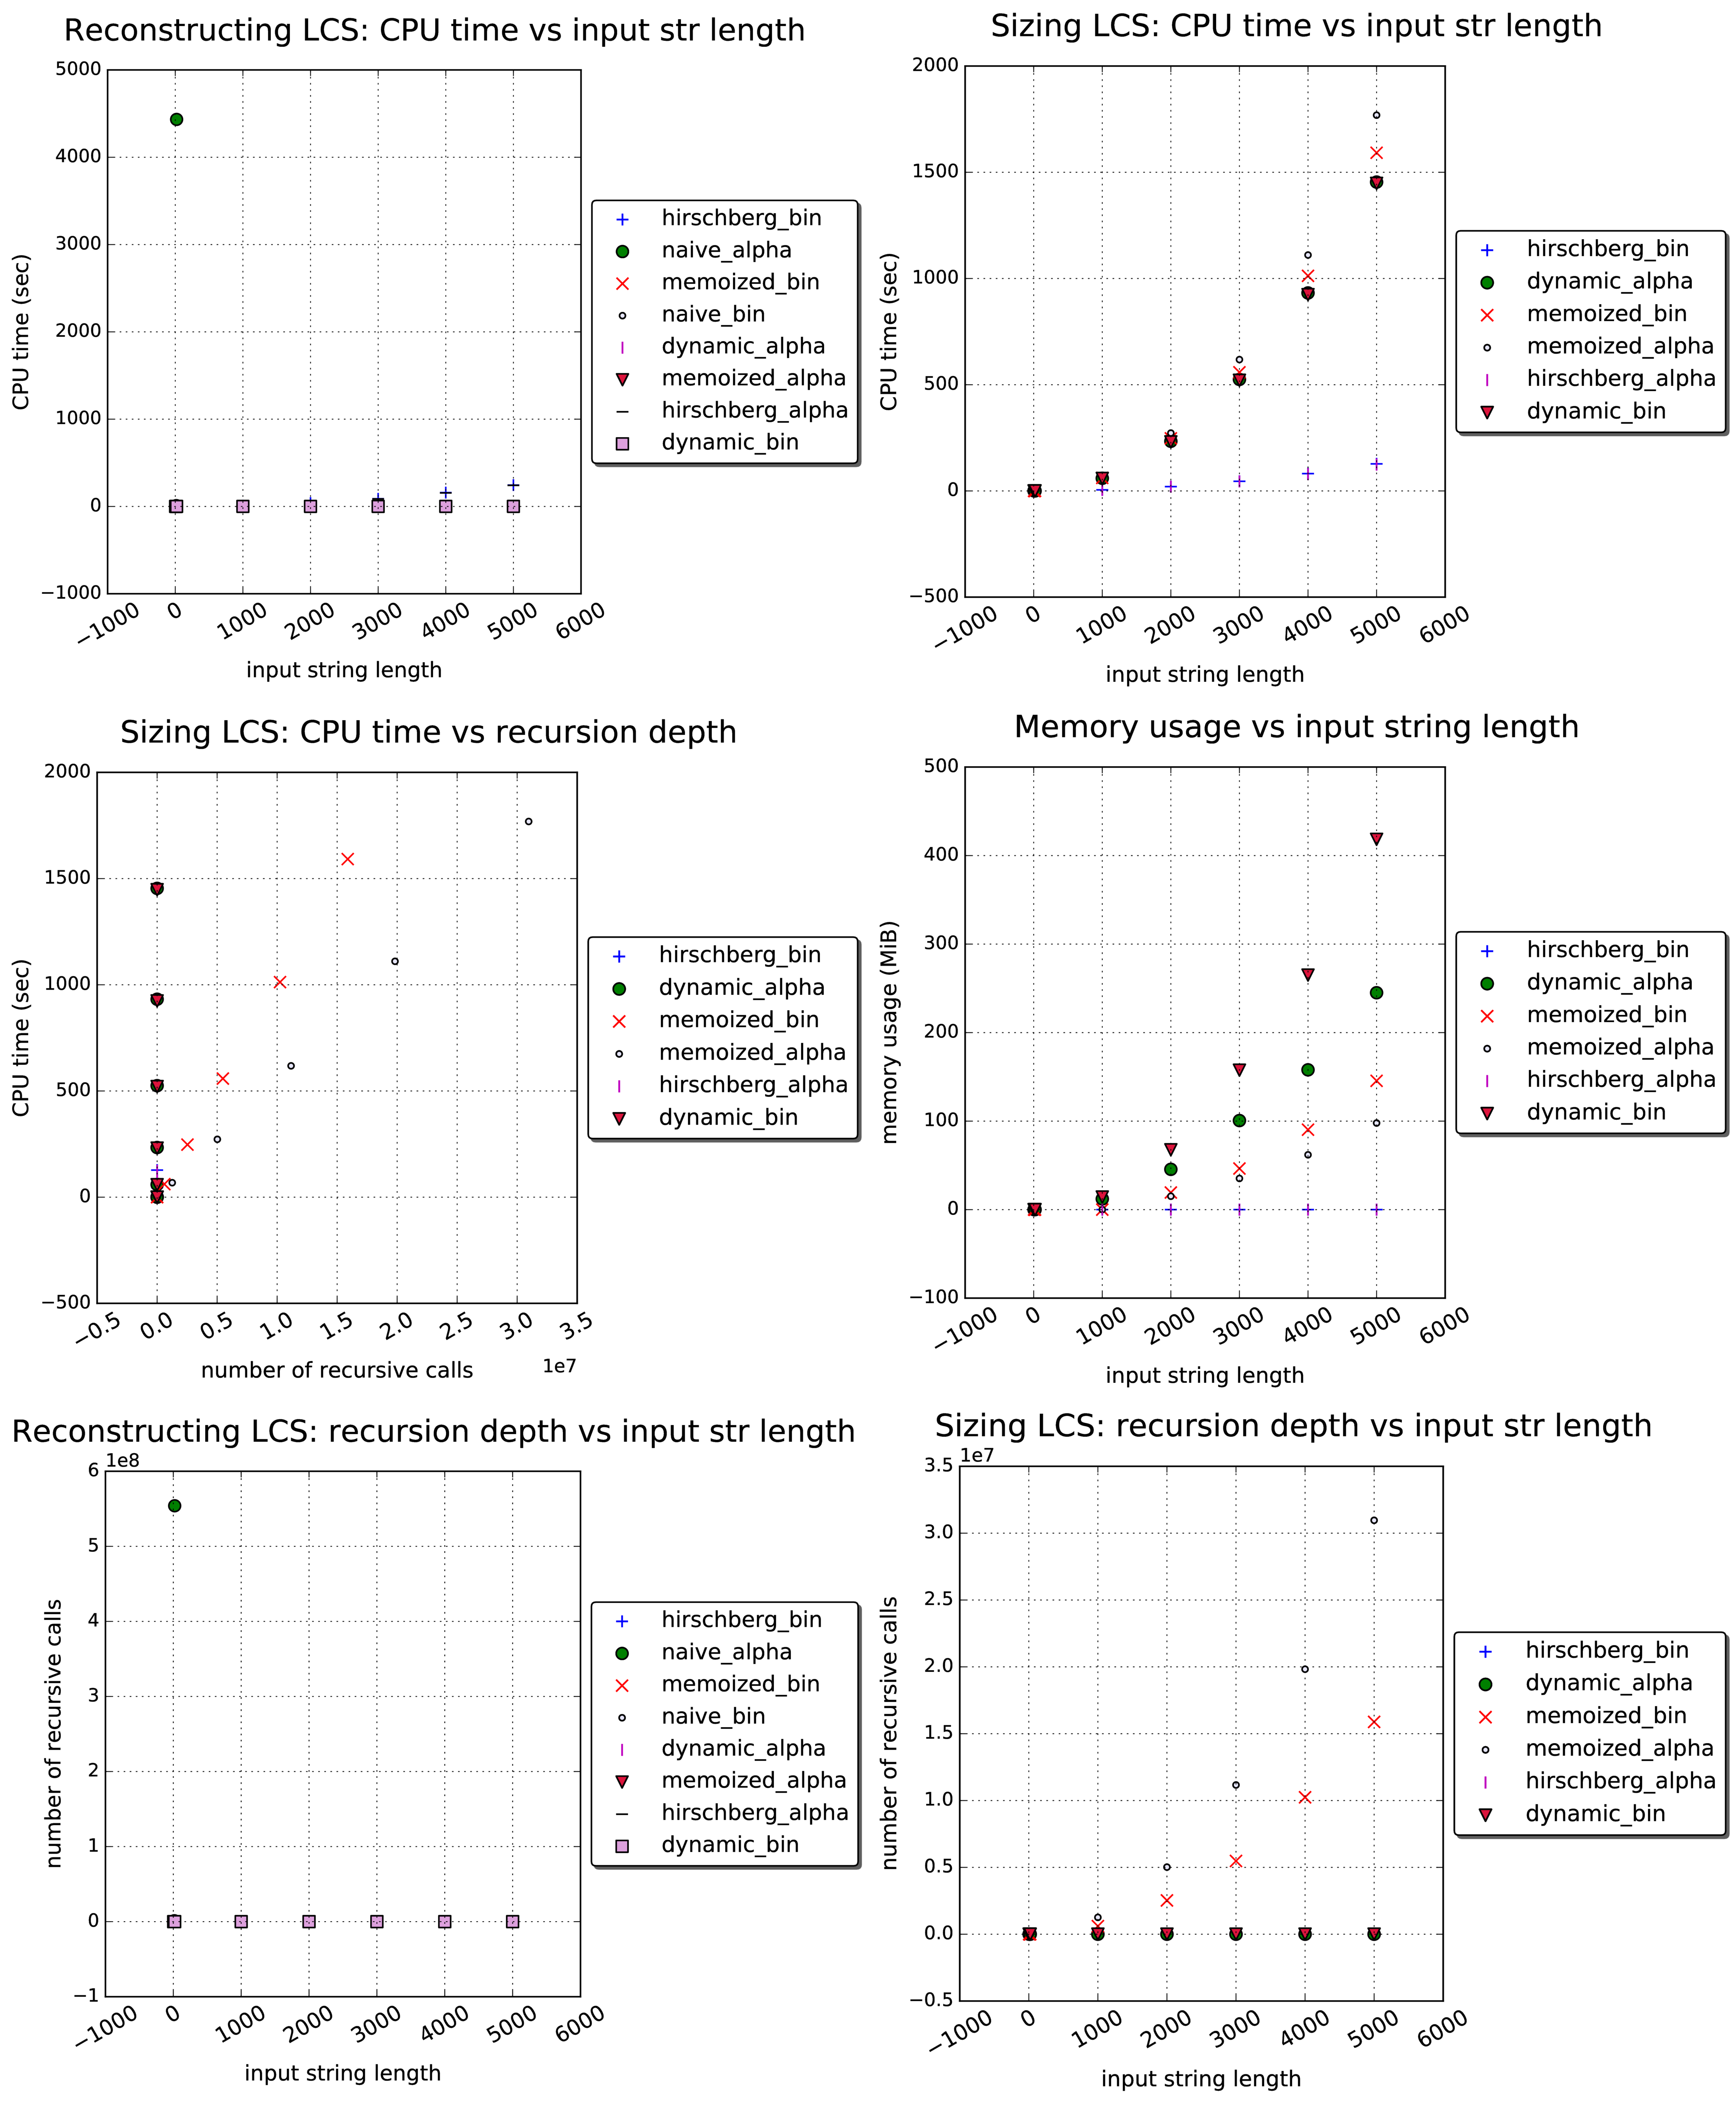 Reconstructing LCS: CPU time vs input str length
5000
4000
3000
2000
1000
0
−1000
CPU time (sec)
−1000 0 1000 2000 3000 4000 5000 6000
input string length
hirschberg_bin
naive_alpha
memoized_bin
naive_bin
dynamic_alpha
memoized_alpha
hirschberg_alpha
dynamic_bin
Sizing LCS: CPU time vs input str length
2000
1500
1000
500
0
−500
CPU time (sec)
−1000 0 1000 2000 3000 4000 5000 6000
input string length
hirschberg_bin
dynamic_alpha
memoized_bin
memoized_alpha
hirschberg_alpha
dynamic_bin
Sizing LCS: CPU time vs recursion depth
2000
1500
1000
500
0
−500
CPU time (sec)
−0.5 0.0 0.5 1.0 1.5 2.0 2.5 3.0 3.5
number of recursive calls 1e7
hirschberg_bin
dynamic_alpha
memoized_bin
memoized_alpha
hirschberg_alpha
dynamic_bin
Memory usage vs input string length
500
400
300
200
100
0
−100
memory usage (MiB)
−1000 0 1000 2000 3000 4000 5000 6000
input string length
hirschberg_bin
dynamic_alpha
memoized_bin
memoized_alpha
hirschberg_alpha
dynamic_bin
Reconstructing LCS: recursion depth vs input str length
1e8
6
5
4
3
2
1
0
−1
number of recursive calls
−1000 0 1000 2000 3000 4000 5000 6000
input string length
hirschberg_bin
naive_alpha
memoized_bin
naive_bin
dynamic_alpha
memoized_alpha
hirschberg_alpha
dynamic_bin
Sizing LCS: recursion depth vs input str length
1e7
3.5
3.0
2.5
2.0
1.5
1.0
0.5
0.0
−0.5
number of recursive calls
−1000 0 1000 2000 3000 4000 5000 6000
input string length
hirschberg_bin
dynamic_alpha
memoized_bin
memoized_alpha
hirschberg_alpha
dynamic_bin